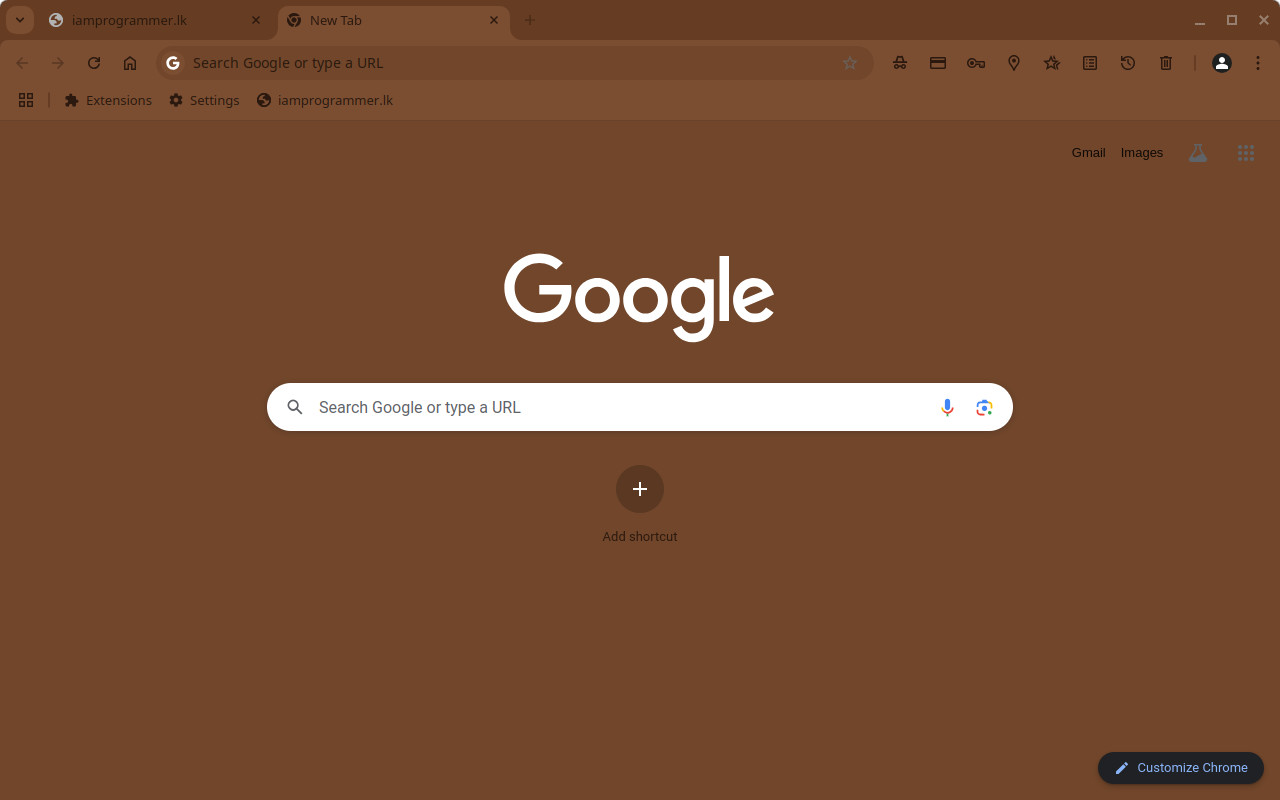 iamprogrammer.lk
New Tab
Search Google or type a URL
Extensions
Settings
iamprogrammer.lk
Gmail
Images
Google
Search Google or type a URL
Add shortcut
Customize Chrome